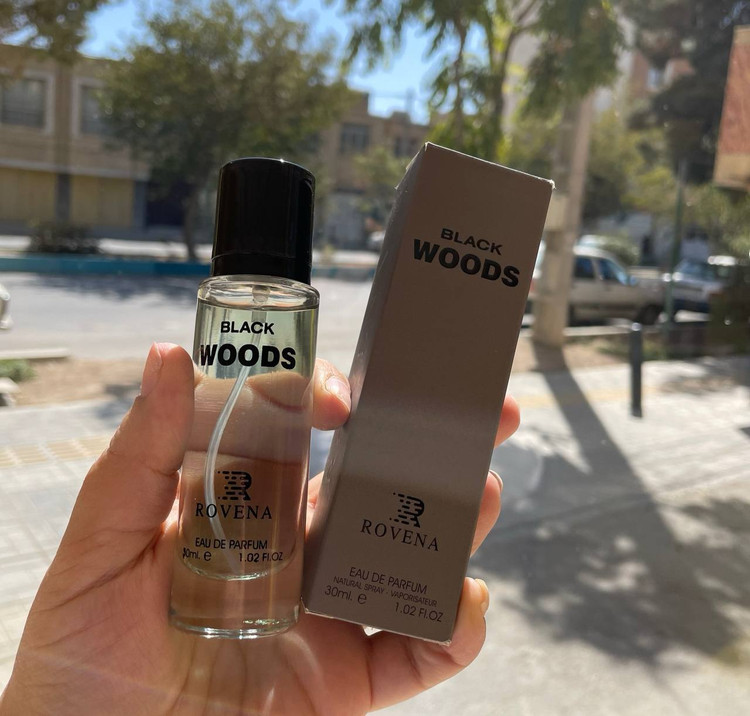 BLACK
WOODS
R
ROVENA
EAU DE PARFUM
30ml. e 1.02 Fl.OZ
BLACK
WOODS
R
ROVENA
EAU DE PARFUM
NATURAL SPRAY - VAPORISATEUR
30ml. e 1.02 Fl.OZ